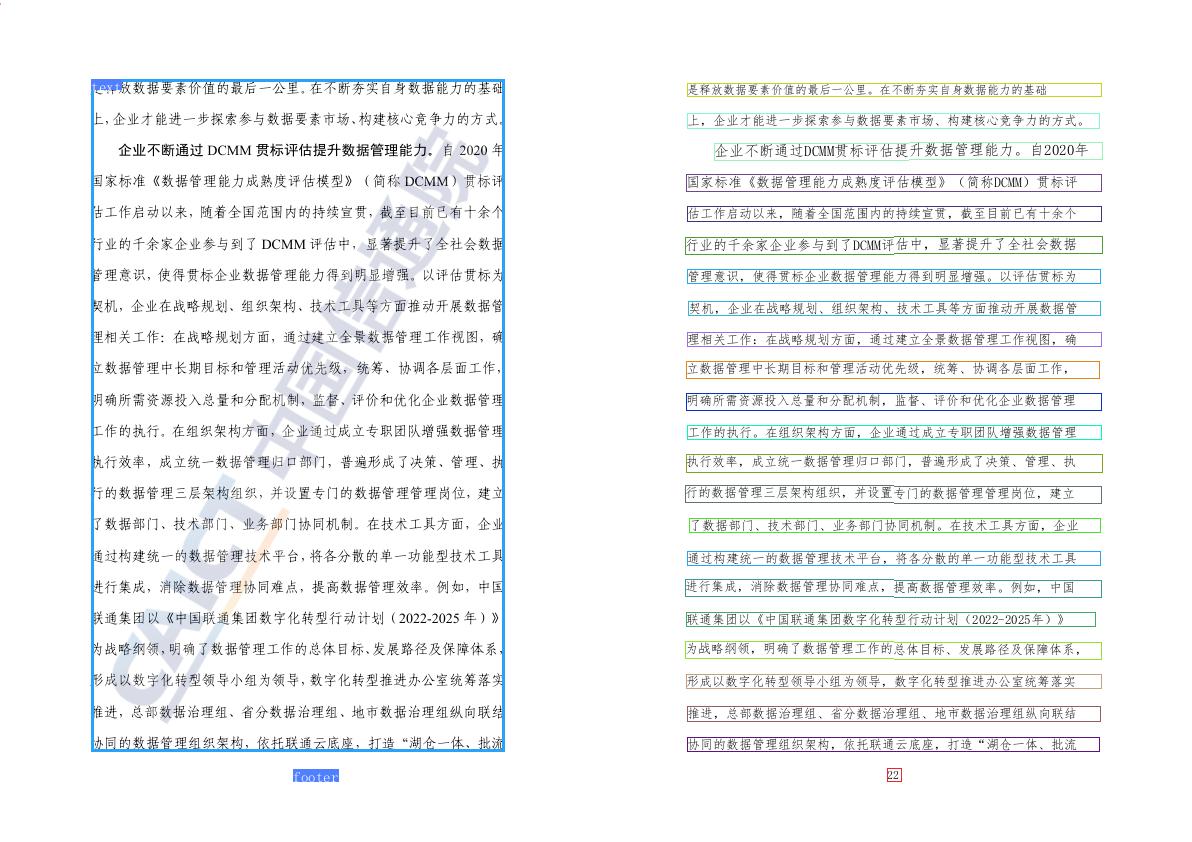 text
是释放数据要素价值的最后一公里。在不断夯实自身数据能力的基础
上，企业才能进一步探索参与数据要素市场、构建核心竞争力的方式。
企业不断通过 DCMM 贯标评估提升数据管理能力。自 2020 年
国家标准《数据管理能力成熟度评估模型》（简称 DCMM）贯标评
估工作启动以来，随着全国范围内的持续宣贯，截至目前已有十余个
行业的千余家企业参与到了 DCMM 评估中，显著提升了全社会数据
管理意识，使得贯标企业数据管理能力得到明显增强。以评估贯标为
契机，企业在战略规划、组织架构、技术工具等方面推动开展数据管
理相关工作：在战略规划方面，通过建立全景数据管理工作视图，确
立数据管理中长期目标和管理活动优先级，统筹、协调各层面工作，
明确所需资源投入总量和分配机制，监督、评价和优化企业数据管理
工作的执行。在组织架构方面，企业通过成立专职团队增强数据管理
执行效率，成立统一数据管理归口部门，普遍形成了决策、管理、执
行的数据管理三层架构组织，并设置专门的数据管理管理岗位，建立
了数据部门、技术部门、业务部门协同机制。在技术工具方面，企业
通过构建统一的数据管理技术平台，将各分散的单一功能型技术工具
进行集成，消除数据管理协同难点，提高数据管理效率。例如，中国
联通集团以《中国联通集团数字化转型行动计划（2022-2025 年）》
为战略纲领，明确了数据管理工作的总体目标、发展路径及保障体系，
形成以数字化转型领导小组为领导，数字化转型推进办公室统筹落实
推进，总部数据治理组、省分数据治理组、地市数据治理组纵向联结
协同的数据管理组织架构，依托联通云底座，打造“湖仓一体、批流
footer
CAICT 中国信通院
是释放数据要素价值的最后一公里。在不断夯实自身数据能力的基础
上，企业才能进一步探索参与数据要素市场、构建核心竞争力的方式。
企业不断通过DCMM贯标评估提升数据管理能力。自2020年
国家标准《数据管理能力成熟度评估模型》（简称DCMM）贯标评
估工作启动以来，随着全国范围内的持续宣贯，截至目前已有十余个
行业的千余家企业参与到了DCMM评估中，显著提升了全社会数据
管理意识，使得贯标企业数据管理能力得到明显增强。以评估贯标为
契机，企业在战略规划、组织架构、技术工具等方面推动开展数据管
理相关工作：在战略规划方面，通过建立全景数据管理工作视图，确
立数据管理中长期目标和管理活动优先级，统筹、协调各层面工作，
明确所需资源投入总量和分配机制，监督、评价和优化企业数据管理
工作的执行。在组织架构方面，企业通过成立专职团队增强数据管理
执行效率，成立统一数据管理归口部门，普遍形成了决策、管理、执
行的数据管理三层架构组织，并设置专门的数据管理管理岗位，建立
了数据部门、技术部门、业务部门协同机制。在技术工具方面，企业
通过构建统一的数据管理技术平台，将各分散的单一功能型技术工具
进行集成，消除数据管理协同难点，提高数据管理效率。例如，中国
联通集团以《中国联通集团数字化转型行动计划（2022-2025年）》
为战略纲领，明确了数据管理工作的总体目标、发展路径及保障体系，
形成以数字化转型领导小组为领导，数字化转型推进办公室统筹落实
推进，总部数据治理组、省分数据治理组、地市数据治理组纵向联结
协同的数据管理组织架构，依托联通云底座，打造“湖仓一体、批流
22